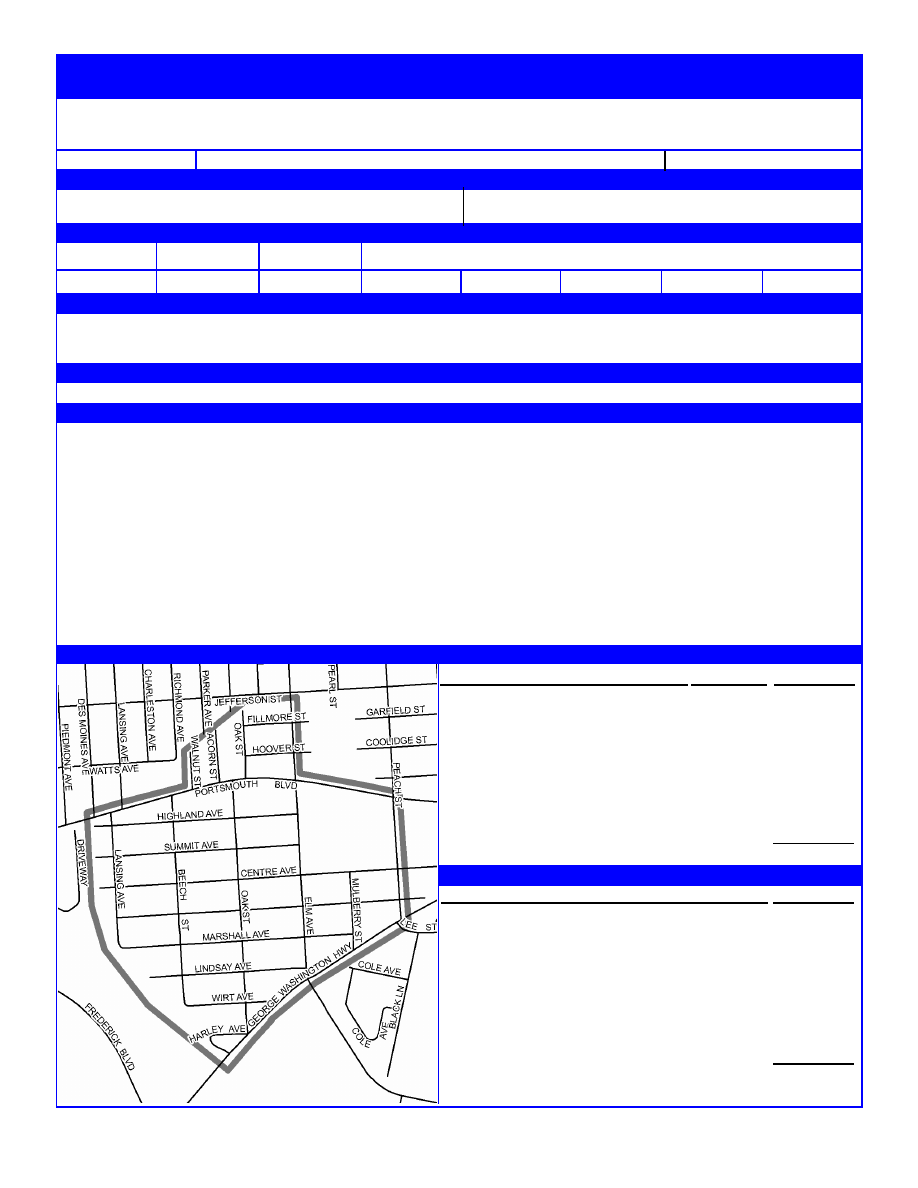 PEARL ST
CHARLESTON AVE
RICHMOND AVE
PARKER AVE
JEFFERSON ST
DES MOINES AVE
LANSING AVE
PIEDMONT AVE
GARFIELD ST
FILLMORE ST
OAK ST
ACORN ST
WALNUT ST
HOOVER ST
COOLIDGE ST
WATTS AVE
PORTSMOUTH BLVD
PEACH ST
HIGHLAND AVE
DRIVEWAY
SUMMIT AVE
LANSING AVE
BEECH ST
CENTRE AVE
OAK ST
ELM AVE
MULBERRY ST
LEE ST
MARSHALL AVE
GEORGE WASHINGTON HWY
LINDSAY AVE
COLE AVE
WIRT AVE
BLACK LN
FREDERICK BLVD
HARLEY AVE
COLE AVE